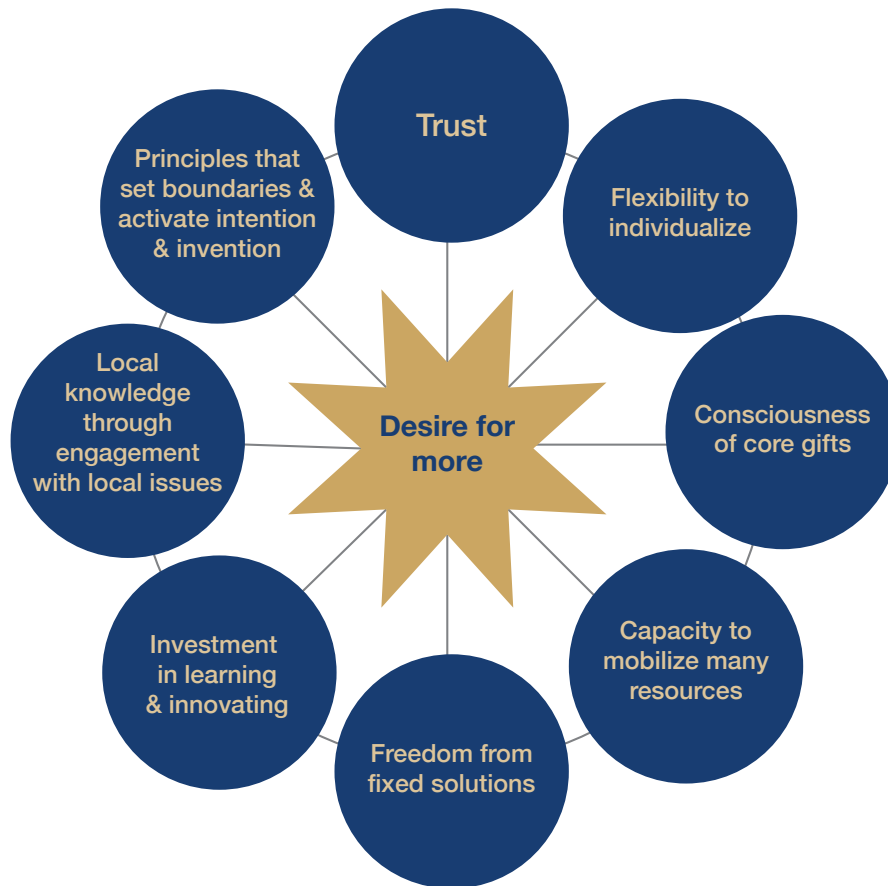 Trust
Flexibility to
individualize
Consciousness
of core gifts
Capacity to
mobilize many
resources
Freedom from
fixed solutions
Investment
in learning
& innovating
Local
knowledge
through
engagement
with local issues
Principles that
set boundaries &
activate intention
& invention
Desire for
more